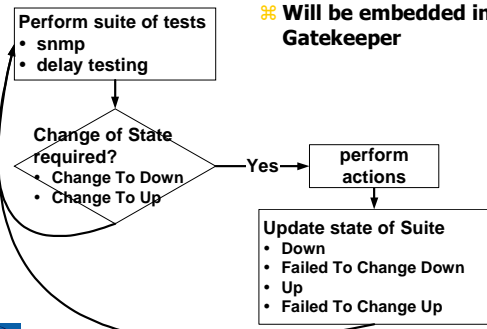 Perform suite of tests
• snmp
• delay testing
⌘ Will be embedded in
Gatekeeper
Change of State
required?
• Change To Down
• Change To Up
Yes
perform
actions
Update state of Suite
• Down
• Failed To Change Down
• Up
• Failed To Change Up